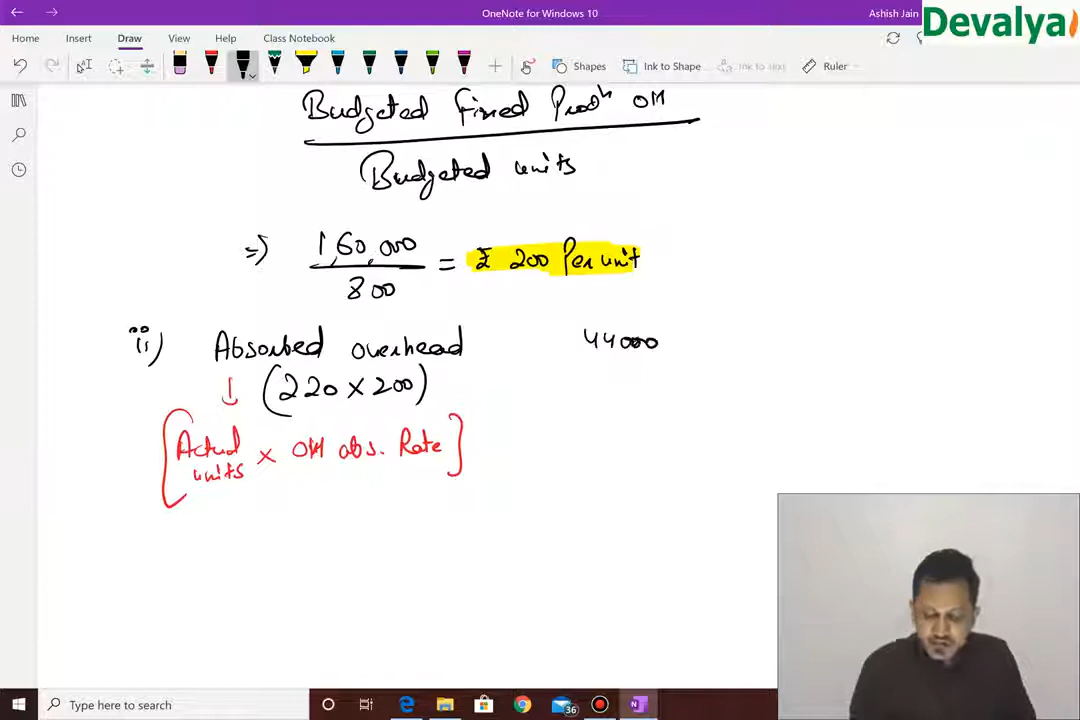 OneNote for Windows 10
Ashish Jain
Devalya
Home Insert Draw View Help Class Notebook
Shapes Ink to Shape Ink to Text Ruler
Budgeted Fixed Prodn OH
Budgeted units
=) 1,60,000 = ₹ 200 Per unit
800
ii) Absorbed overhead 44000
(220 × 200)
[Actual units × OH abs. Rate]
Type here to search
36